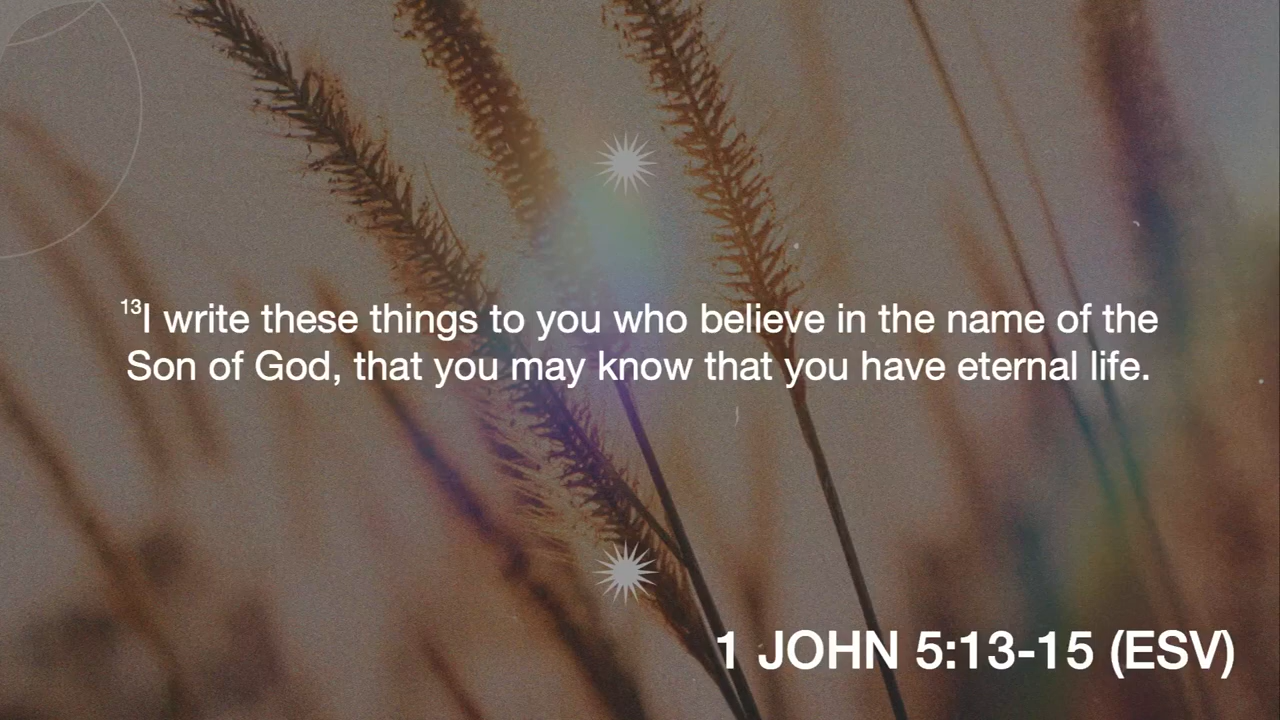 ¹³I write these things to you who believe in the name of the
Son of God, that you may know that you have eternal life.
1 JOHN 5:13-15 (ESV)